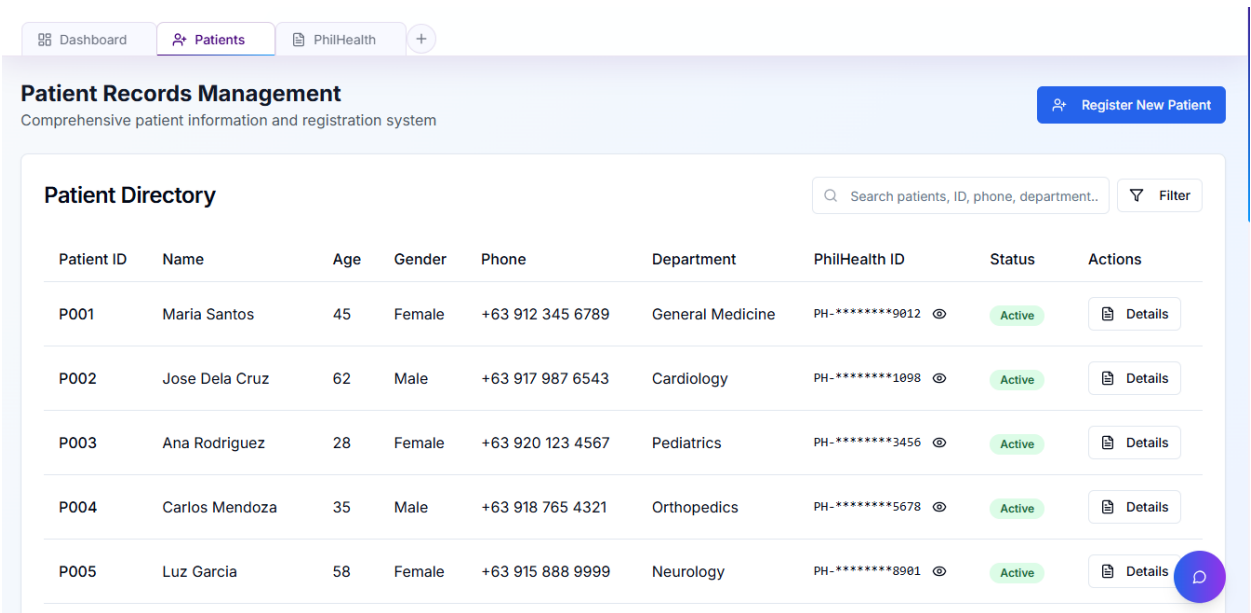 Dashboard Patients PhilHealth +
Patient Records Management
Comprehensive patient information and registration system
Register New Patient
Patient Directory
Search patients, ID, phone, department..
Filter
Patient ID Name Age Gender Phone Department PhilHealth ID Status Actions
P001 Maria Santos 45 Female +63 912 345 6789 General Medicine PH-********9012 Active Details
P002 Jose Dela Cruz 62 Male +63 917 987 6543 Cardiology PH-********1098 Active Details
P003 Ana Rodriguez 28 Female +63 920 123 4567 Pediatrics PH-********3456 Active Details
P004 Carlos Mendoza 35 Male +63 918 765 4321 Orthopedics PH-********5678 Active Details
P005 Luz Garcia 58 Female +63 915 888 9999 Neurology PH-********8901 Active Details